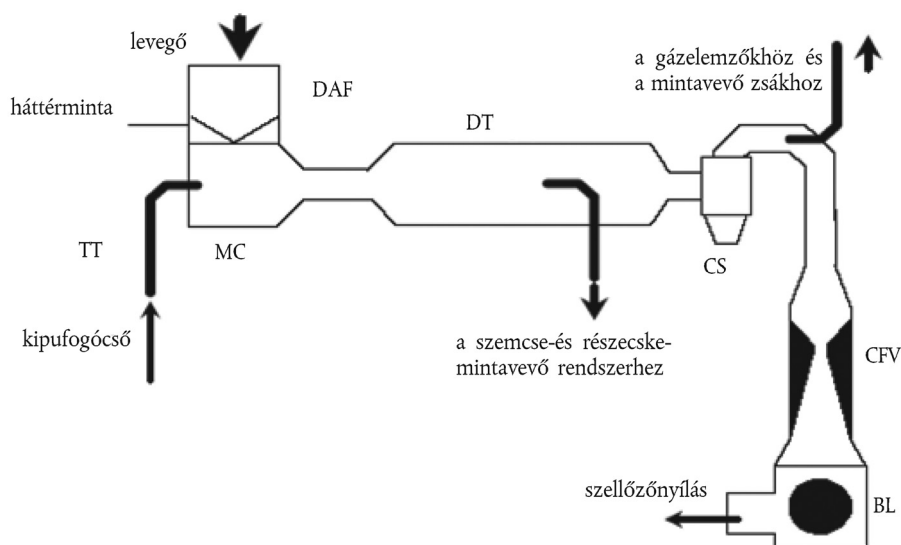 levegő
DAF
háttérminta
DT
a gázelemzőkhöz és
a mintavevő zsákhoz
TT
MC
CS
kipufogócső
a szemcse-és részecske-
mintavevő rendszerhez
CFV
szellőzőnyílás
BL